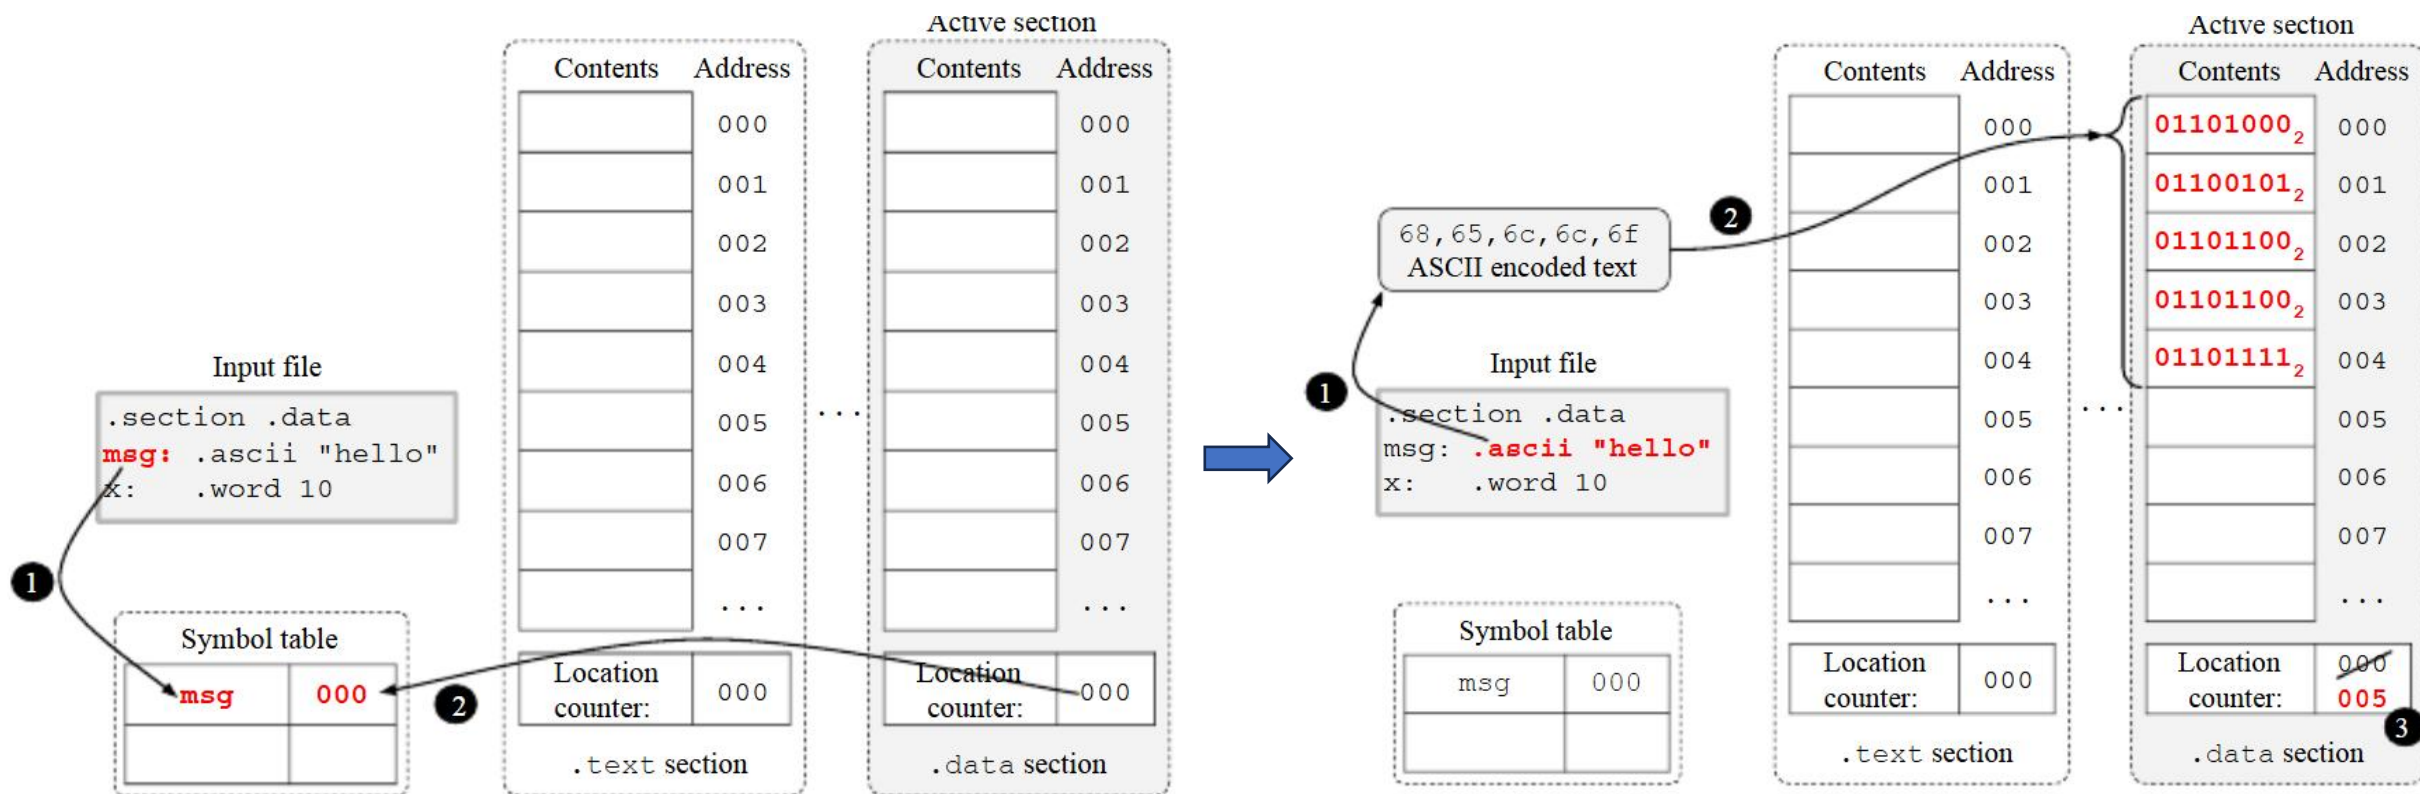 Active section
Contents Address Contents Address
000 000
001 001
002 002
003 003
004 004
Input file
.section .data
msg: .ascii "hello"
x: .word 10
005 ... 005
006 006
007 007
... ...
1
Symbol table
msg 000
2
Location counter: 000
Location counter: 000
.text section
.data section
Active section
Contents Address Contents Address
000 01101000₂ 000
001 01100101₂ 001
002 01101100₂ 002
003 01101100₂ 003
004 01101111₂ 004
005 ... 005
006 006
007 007
... ...
2
68,65,6c,6c,6f
ASCII encoded text
1
Input file
.section .data
msg: .ascii "hello"
x: .word 10
Symbol table
msg 000
Location counter: 000
Location counter: 000 005
3
.text section
.data section